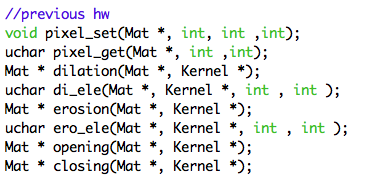 //previous hw
void pixel_set(Mat *, int, int ,int);
uchar pixel_get(Mat *, int ,int);
Mat * dilation(Mat *, Kernel *);
uchar di_ele(Mat *, Kernel *, int , int );
Mat * erosion(Mat *, Kernel *);
uchar ero_ele(Mat *, Kernel *, int , int );
Mat * opening(Mat *, Kernel *);
Mat * closing(Mat *, Kernel *);